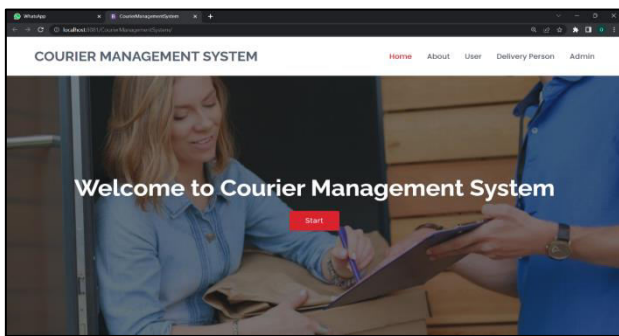 WhatsApp
CourierManagementSystem
localhost:8081/CourierManagementSystem/
COURIER MANAGEMENT SYSTEM
Home About User Delivery Person Admin
Welcome to Courier Management System
Start